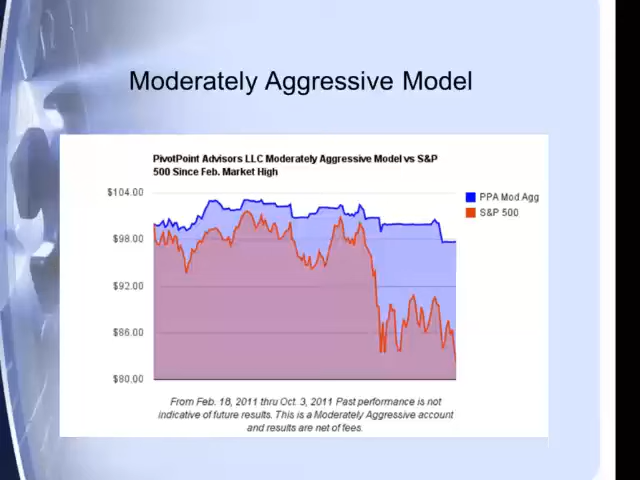 Moderately Aggressive Model
PivotPoint Advisors LLC Moderately Aggressive Model vs S&P
500 Since Feb. Market High
$104.00
$98.00
$92.00
$86.00
$80.00
PPA Mod Agg
S&P 500
From Feb. 18, 2011 thru Oct. 3, 2011 Past performance is not
indicative of future results. This is a Moderately Aggressive account
and results are net of fees.